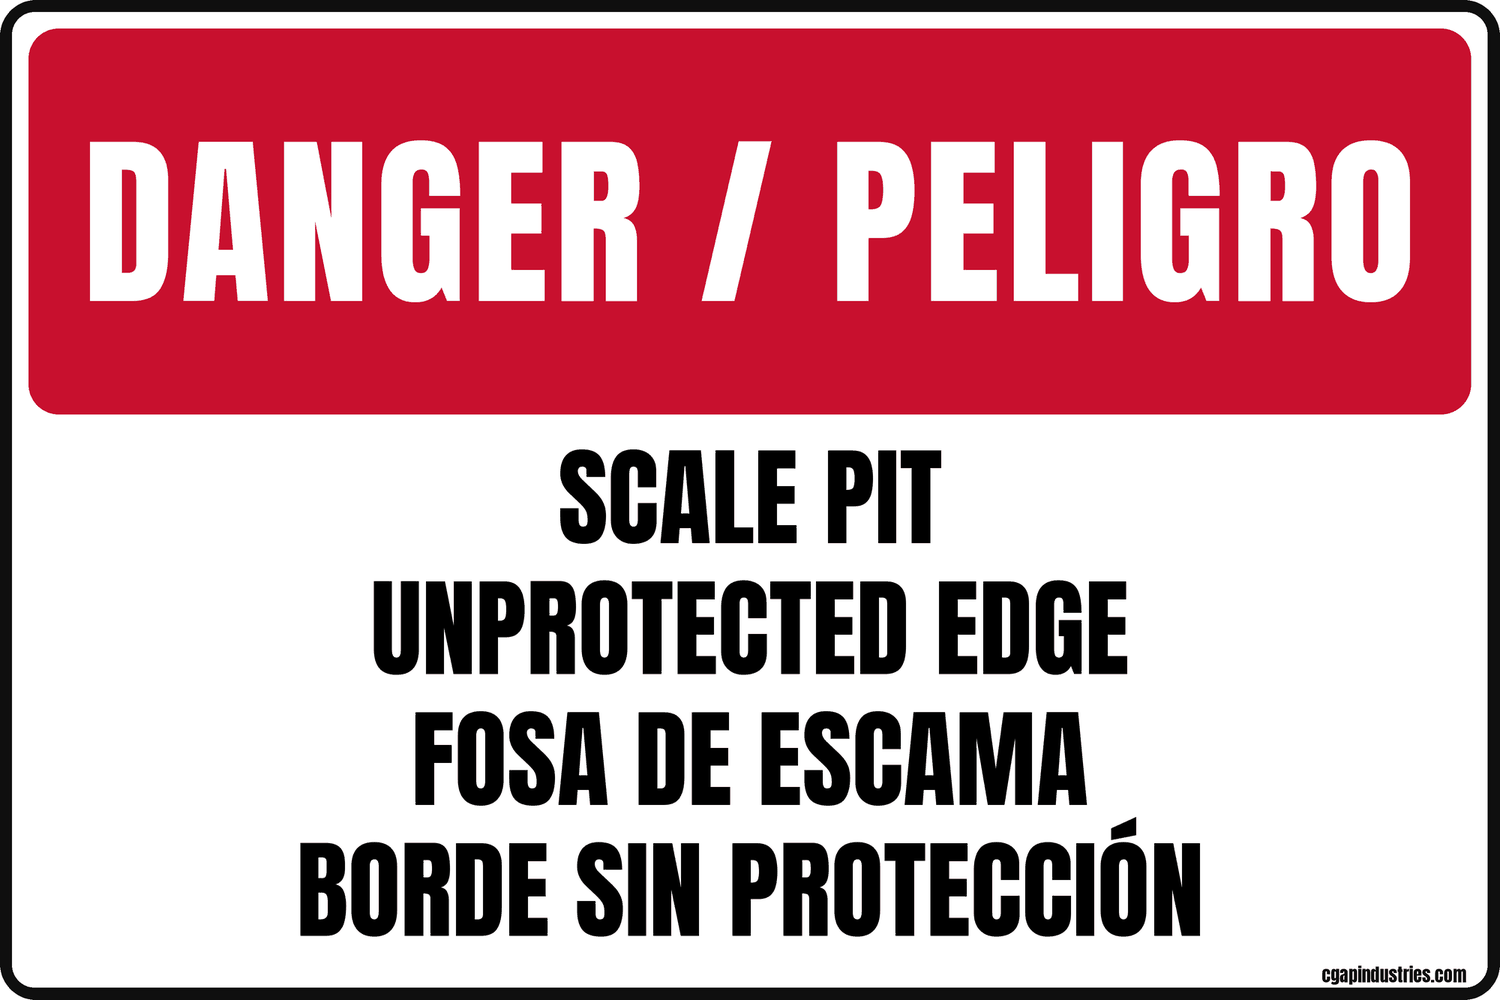 DANGER / PELIGRO
SCALE PIT
UNPROTECTED EDGE
FOSA DE ESCAMA
BORDE SIN PROTECCIÓN
cgapindustries.com